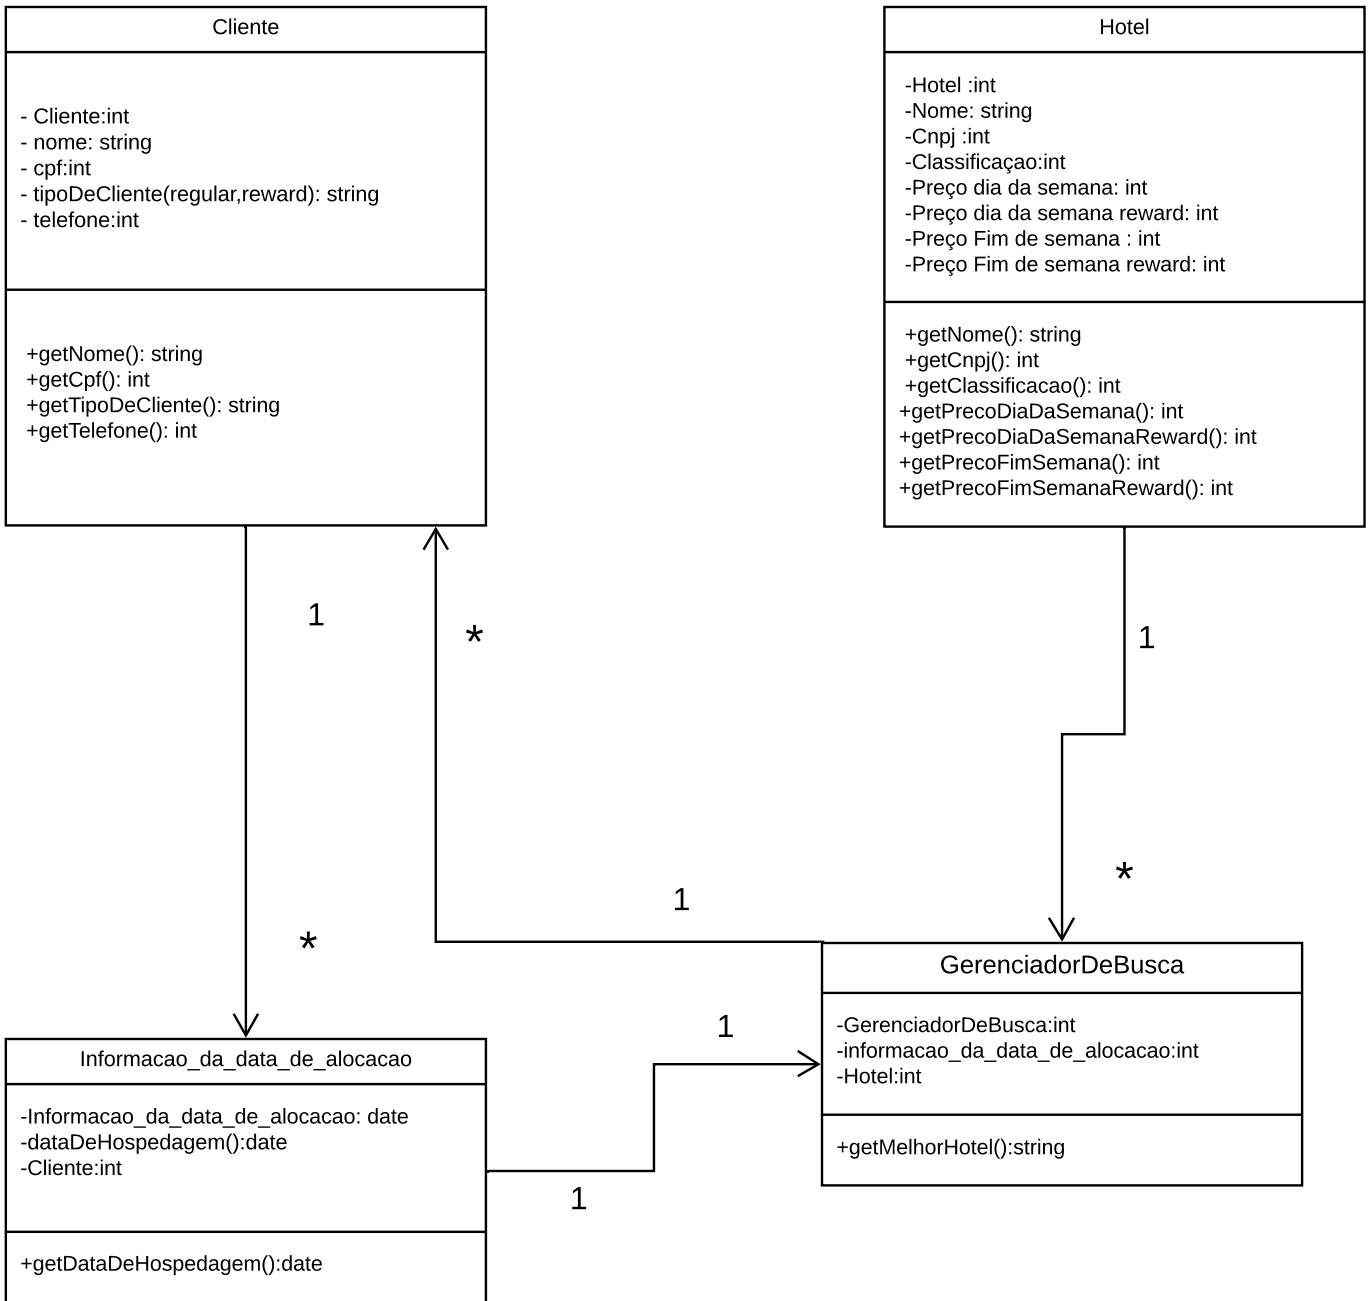 Cliente
- Cliente:int
- nome: string
- cpf:int
- tipoDeCliente(regular,reward): string
- telefone:int
+getNome(): string
+getCpf(): int
+getTipoDeCliente(): string
+getTelefone(): int
Hotel
-Hotel :int
-Nome: string
-Cnpj :int
-Classificaçao:int
-Preço dia da semana: int
-Preço dia da semana reward: int
-Preço Fim de semana : int
-Preço Fim de semana reward: int
+getNome(): string
+getCnpj(): int
+getClassificacao(): int
+getPrecoDiaDaSemana(): int
+getPrecoDiaDaSemanaReward(): int
+getPrecoFimSemana(): int
+getPrecoFimSemanaReward(): int
1
*
1
*
1
*
1
1
Informacao_da_data_de_alocacao
-Informacao_da_data_de_alocacao: date
-dataDeHospedagem():date
-Cliente:int
+getDataDeHospedagem():date
GerenciadorDeBusca
-GerenciadorDeBusca:int
-informacao_da_data_de_alocacao:int
-Hotel:int
+getMelhorHotel():string